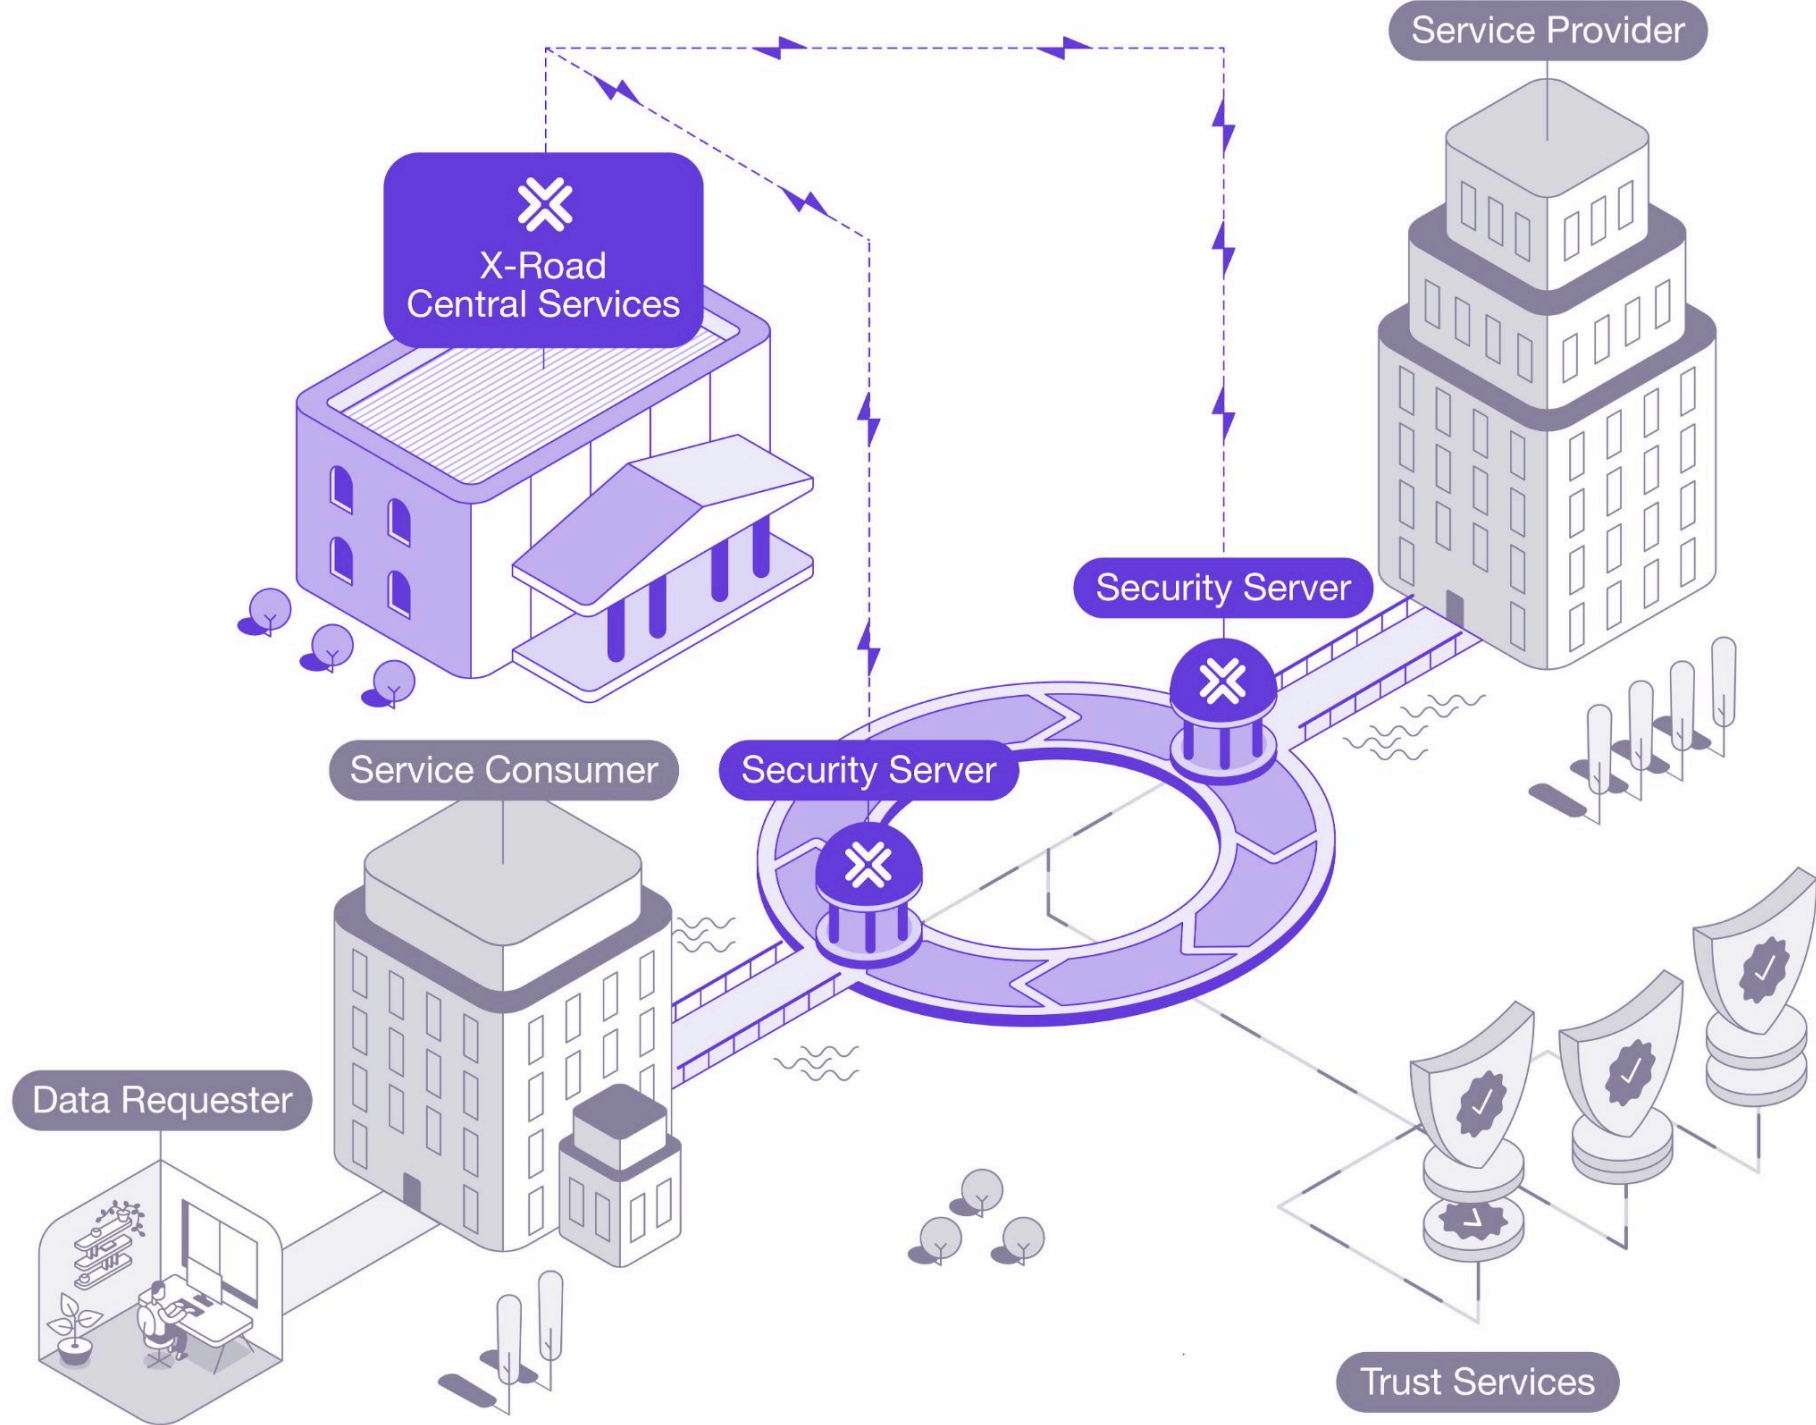 Service Provider
X-Road
Central Services
Security Server
Service Consumer
Security Server
Data Requester
Trust Services